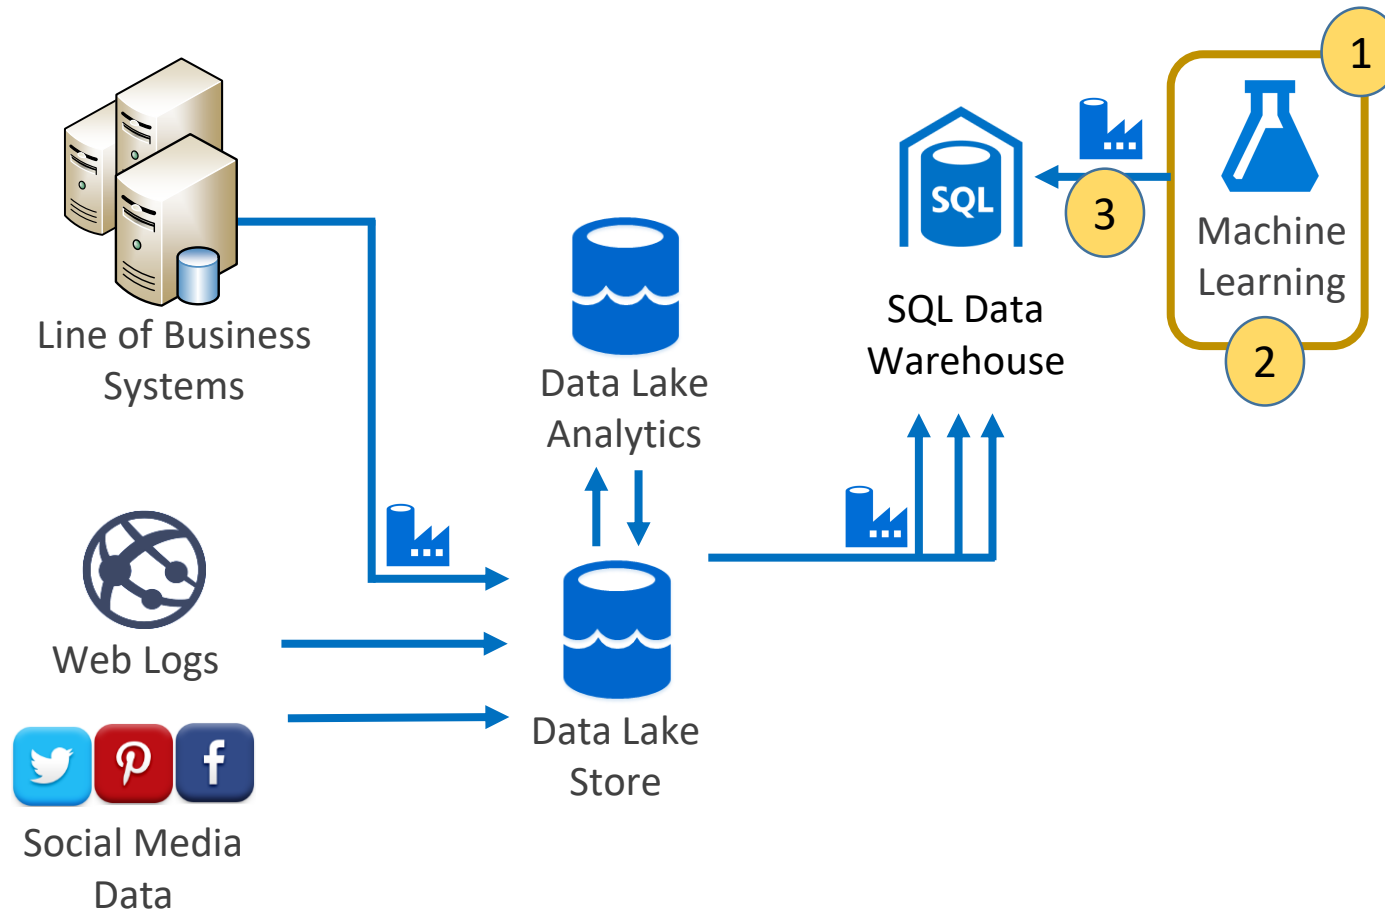 Line of Business
Systems
Web Logs
Social Media
Data
Data Lake
Analytics
Data Lake
Store
SQL
SQL Data
Warehouse
3
1
Machine
Learning
2